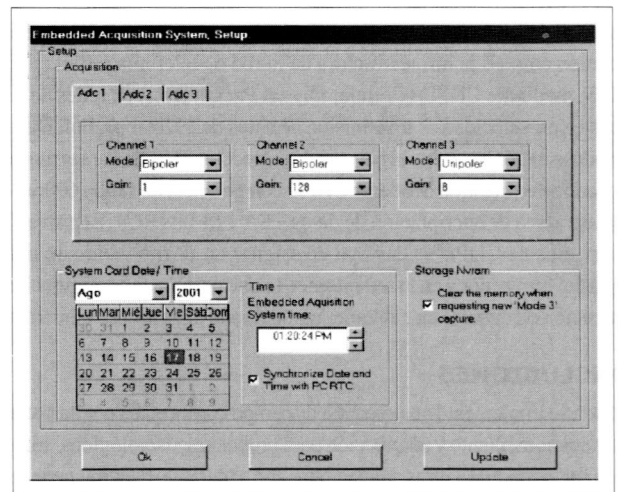 Embedded Acquisition System, Setup
Setup
Acquisition
Adc 1 Adc 2 Adc 3
Channel 1 Channel 2 Channel 3
Mode: Bipolar Mode: Bipolar Mode: Unipolar
Gain: 1 Gain: 128 Gain: 8
System Card Date/ Time
Ago 2001
Lun Mar Mié Jue Vie Sáb Dom
30 31 1 2 3 4 5
6 7 8 9 10 11 12
13 14 15 16 17 18 19
20 21 22 23 24 25 26
27 28 29 30 31 1 2
3 4 5 6 7 8 9
Time
Embedded Aquisition
System time:
01:20:24 PM
Synchronize Date and
Time with PC RTC.
Storage Nvram
Clear the memory when
requesting new 'Mode 3'
capture.
Ok Cancel Update